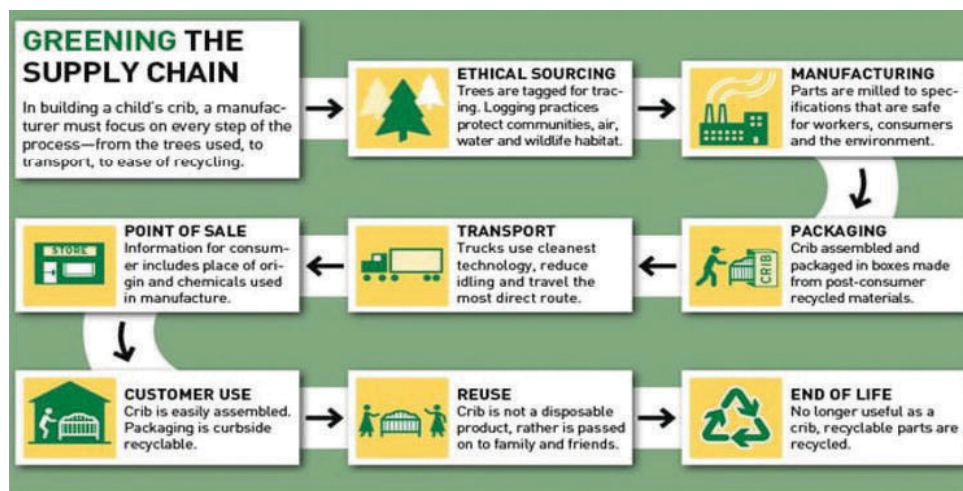 GREENING THE
SUPPLY CHAIN
In building a child's crib, a manufac-
turer must focus on every step of the
process—from the trees used, to
transport, to ease of recycling.
ETHICAL SOURCING
Trees are tagged for trac-
ing. Logging practices
protect communities, air,
water and wildlife habitat.
MANUFACTURING
Parts are milled to spec-
ifications that are safe
for workers, consumers
and the environment.
PACKAGING
Crib assembled and
packaged in boxes made
from post-consumer
recycled materials.
CRIB
TRANSPORT
Trucks use cleanest
technology, reduce
idling and travel the
most direct route.
POINT OF SALE
Information for consum-
er includes place of ori-
gin and chemicals used
in manufacture.
STORE
CUSTOMER USE
Crib is easily assembled.
Packaging is curbside
recyclable.
REUSE
Crib is not a disposable
product, rather is passed
on to family and friends.
END OF LIFE
No longer useful as a
crib, recyclable parts are
recycled.